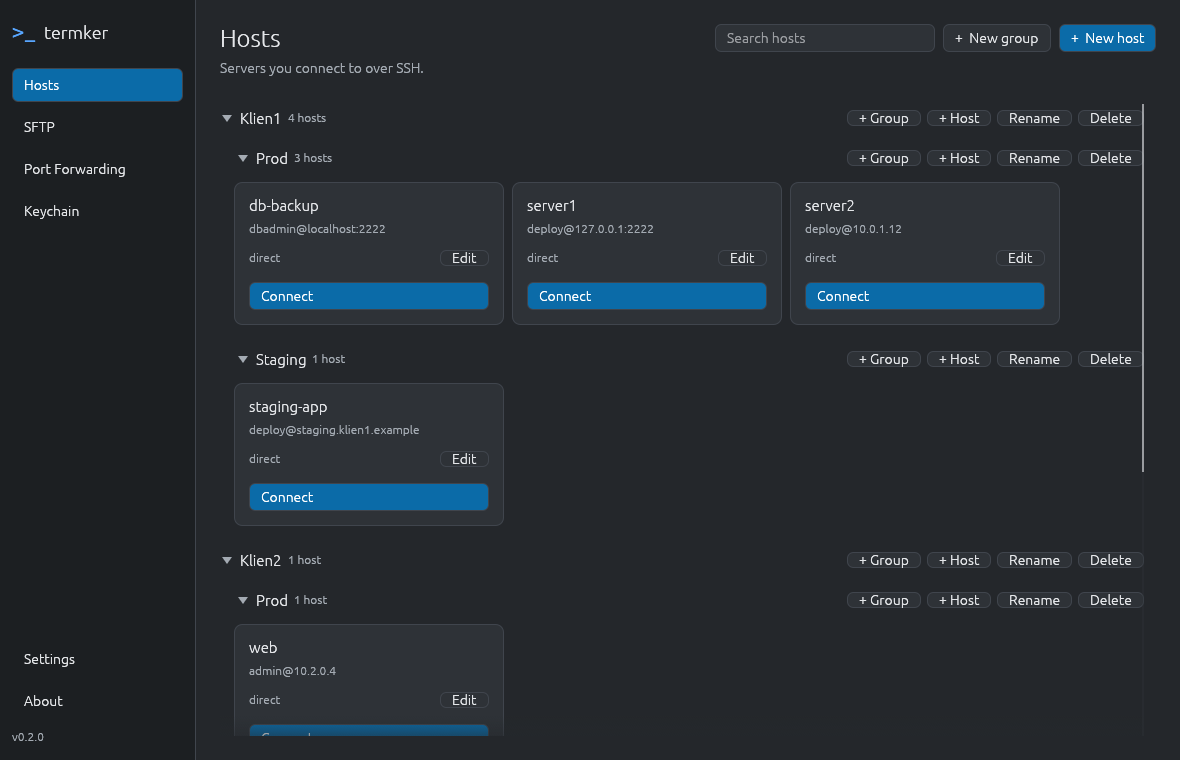 >_ termker
Hosts
SFTP
Port Forwarding
Keychain
Settings
About
v0.2.0
Hosts
Search hosts
+ New group
+ New host
Servers you connect to over SSH.
Klien1 4 hosts
+ Group + Host Rename Delete
Prod 3 hosts
+ Group + Host Rename Delete
db-backup
dbadmin@localhost:2222
direct Edit
Connect
server1
deploy@127.0.0.1:2222
direct Edit
Connect
server2
deploy@10.0.1.12
direct Edit
Connect
Staging 1 host
+ Group + Host Rename Delete
staging-app
deploy@staging.klien1.example
direct Edit
Connect
Klien2 1 host
+ Group + Host Rename Delete
Prod 1 host
+ Group + Host Rename Delete
web
admin@10.2.0.4
direct Edit